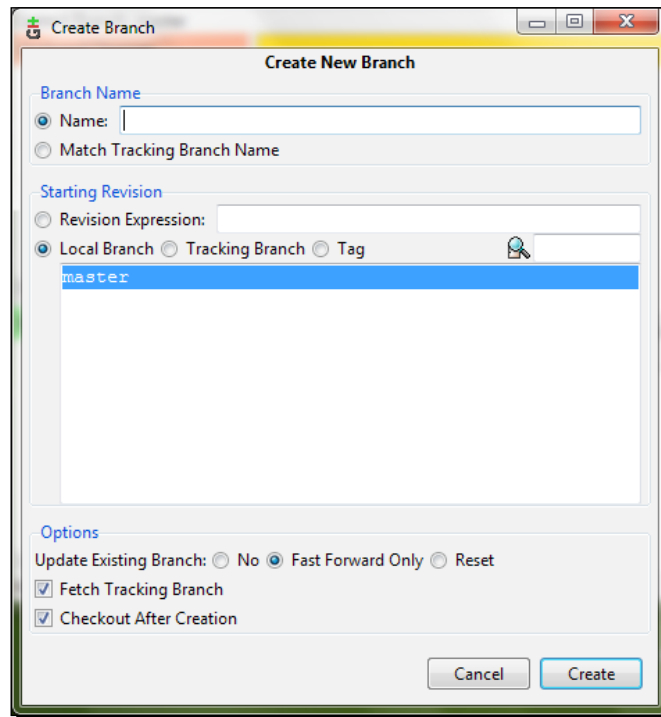 Create Branch
Create New Branch
Branch Name
Name:
Match Tracking Branch Name
Starting Revision
Revision Expression:
Local Branch Tracking Branch Tag
master
Options
Update Existing Branch: No Fast Forward Only Reset
Fetch Tracking Branch
Checkout After Creation
Cancel Create